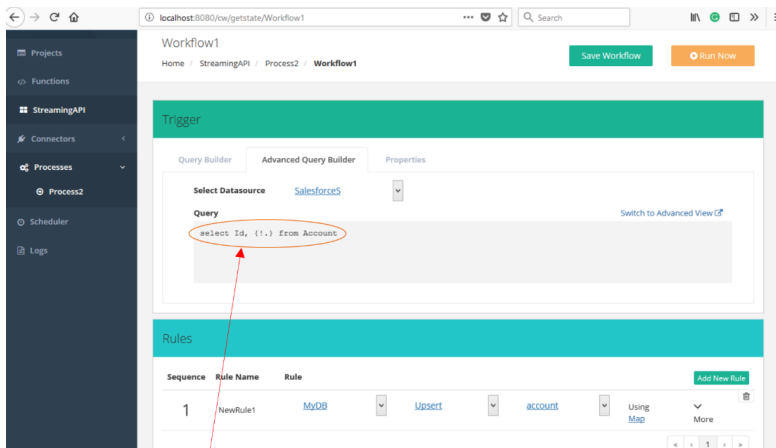 localhost:8080/cw/getstate/Workflow1
Search
Projects
Functions
StreamingAPI
Connectors
Processes
Process2
Scheduler
Logs
Workflow1
Home / StreamingAPI / Process2 / Workflow1
Save Workflow
Run Now
Trigger
Query Builder Advanced Query Builder Properties
Select Datasource SalesforceS
Query Switch to Advanced View
select Id, {!.} from Account
Rules
Sequence Rule Name Rule Add New Rule
1 NewRule1 MyDB Upsert account Using Map More
« ‹ 1 › »